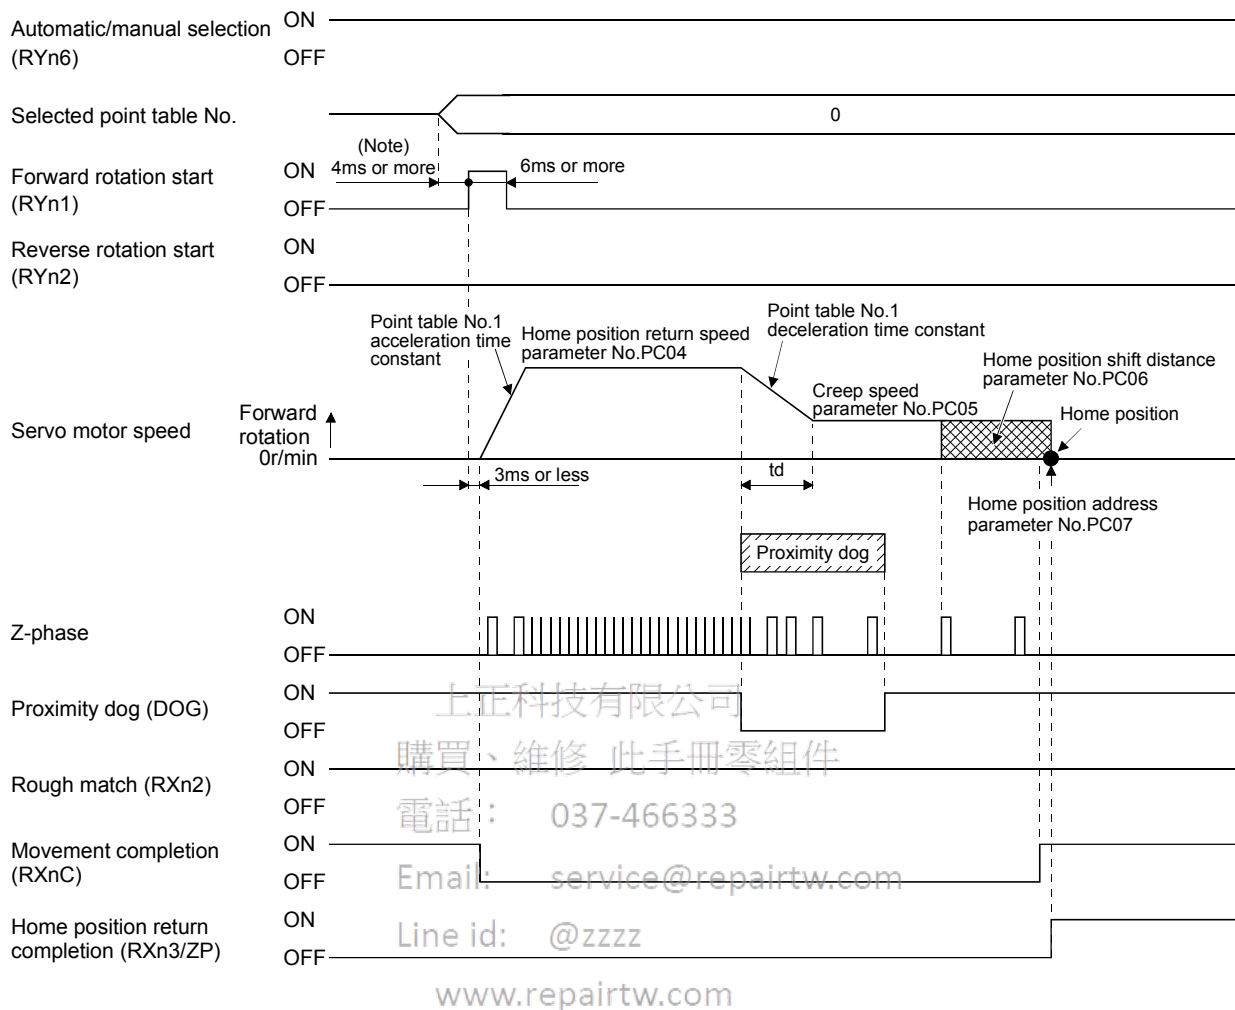 Automatic/manual selection
(RYn6)
ON
OFF
Selected point table No.
0
(Note)
4ms or more
6ms or more
Forward rotation start
(RYn1)
ON
OFF
Reverse rotation start
(RYn2)
ON
OFF
Point table No.1
acceleration time
constant
Home position return speed
parameter No.PC04
Point table No.1
deceleration time constant
Home position shift distance
parameter No.PC06
Creep speed
parameter No.PC05
Home position
Servo motor speed
Forward
rotation
0r/min
3ms or less
td
Home position address
parameter No.PC07
Proximity dog
Z-phase
ON
OFF
Proximity dog (DOG)
ON
OFF
上正科技有限公司
購買、維修 此手冊零組件
Rough match (RXn2)
ON
OFF
電話: 037-466333
Movement completion
(RXnC)
ON
OFF
Email: service@repairtw.com
Home position return
completion (RXn3/ZP)
ON
OFF
Line id: @zzzz
www.repairtw.com